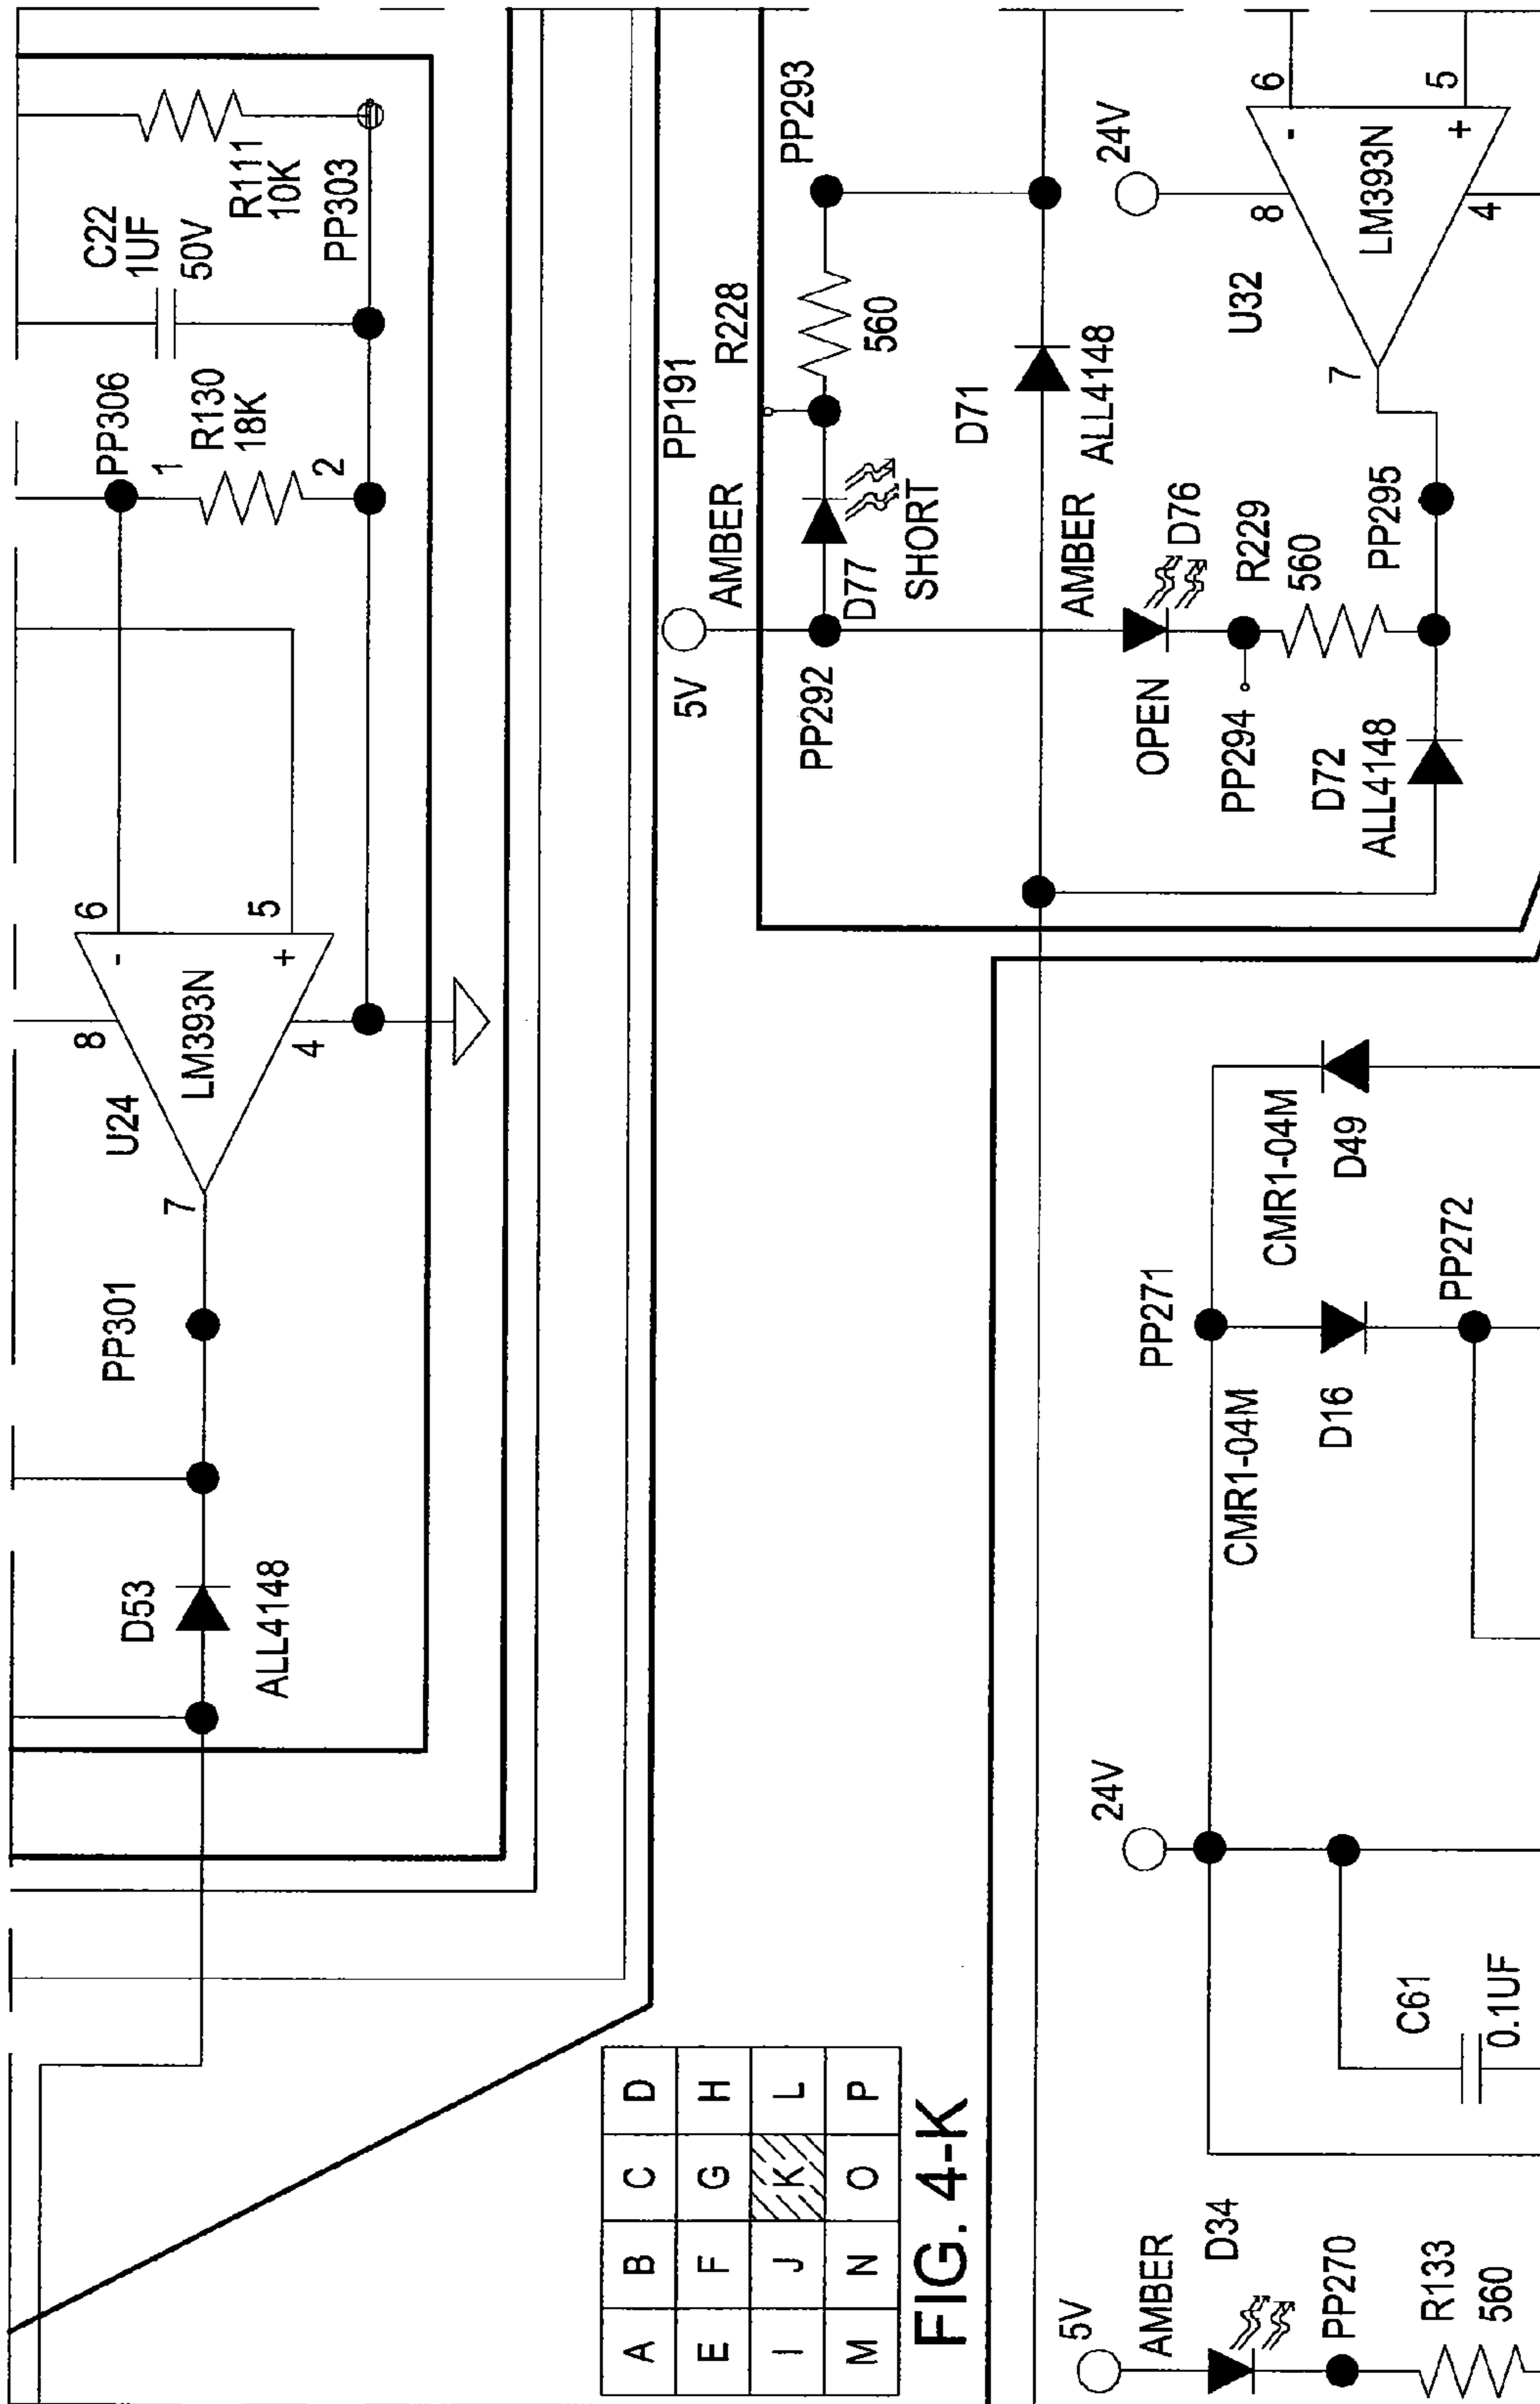 C22
1UF
50V
R111
10K
PP303
PP306
1
R130
18K
2
6
-
5
+
8
4
LM393N
U24
7
PP301
D53
ALL4148
PP293
R228
560
PP191
AMBER
5V
D77
SHORT
PP292
D71
ALL4148
24V
6
-
5
+
8
4
LM393N
U32
7
AMBER
D76
OPEN
R229
560
PP294
PP295
D72
ALL4148
A B C D
E F G H
I J K L
M N O P
FIG. 4-K
CMR1-04M
D49
PP271
PP272
CMR1-04M
D16
24V
C61
0.1UF
5V
AMBER
D34
PP270
R133
560